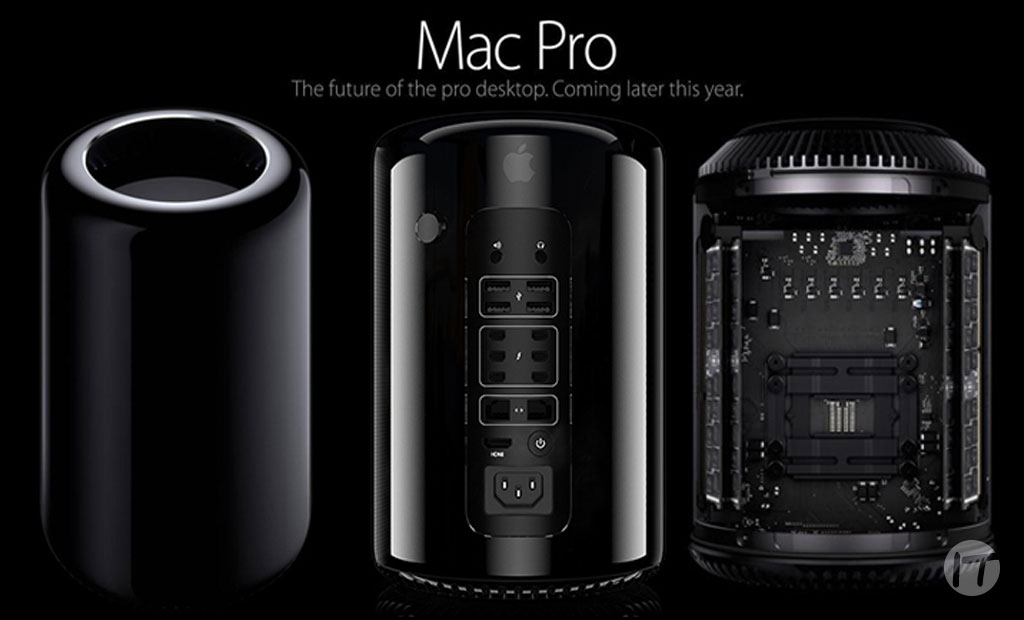 Mac Pro
The future of the pro desktop. Coming later this year.
HDMI